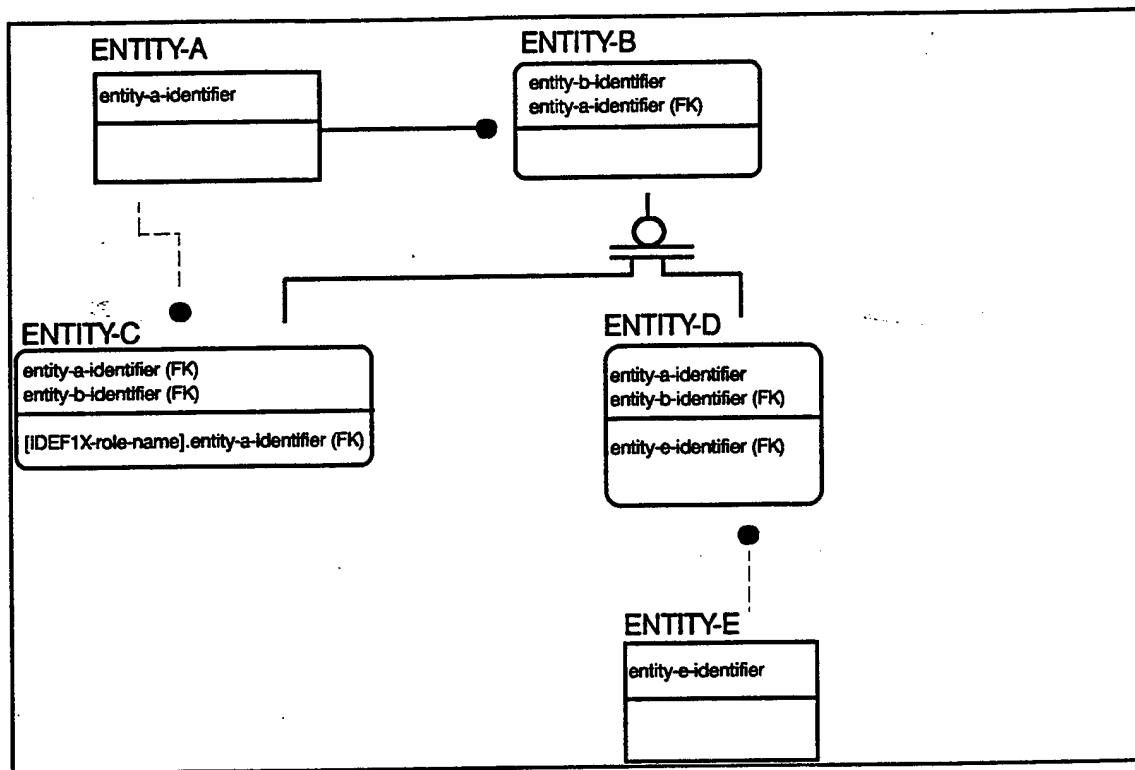 ENTITY-A
entity-a-identifier
ENTITY-B
entity-b-identifier
entity-a-identifier (FK)
ENTITY-C
entity-a-identifier (FK)
entity-b-identifier (FK)
[IDEF1X-role-name].entity-a-identifier (FK)
ENTITY-D
entity-a-identifier
entity-b-identifier (FK)
entity-e-identifier (FK)
ENTITY-E
entity-e-identifier